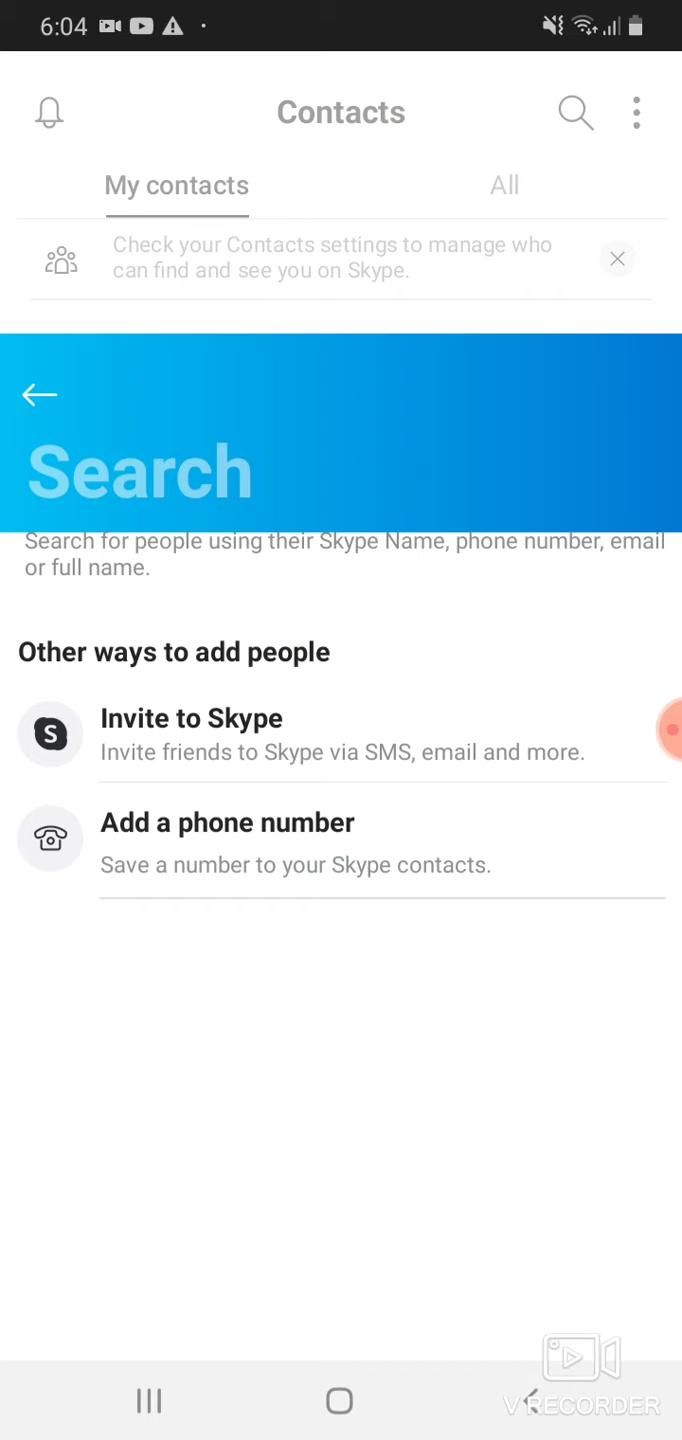 6:04
Contacts
My contacts
All
Check your Contacts settings to manage who
can find and see you on Skype.
Search
Search for people using their Skype Name, phone number, email
or full name.
Other ways to add people
Invite to Skype
Invite friends to Skype via SMS, email and more.
Add a phone number
Save a number to your Skype contacts.
V RECORDER